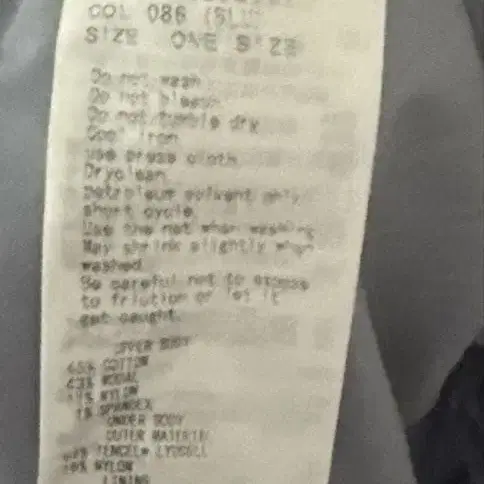 COL 086 (BLUE
SIZE ONE SIZE
Do not wash
Do not bleach
Do not tumble dry
Cool iron
use press cloth
Dryclean
petroleum solvent only
short cycle
Use the net when washing
May shrink slightly when
washed
Be careful not to expose
to friction or let it
get caught.
UPPER BODY
COTTON
MODAL
NYLON
1% SPANDEX
UNDER BODY
OUTER MATERIAL
TENCEL® LYOCELL
NYLON
LINING